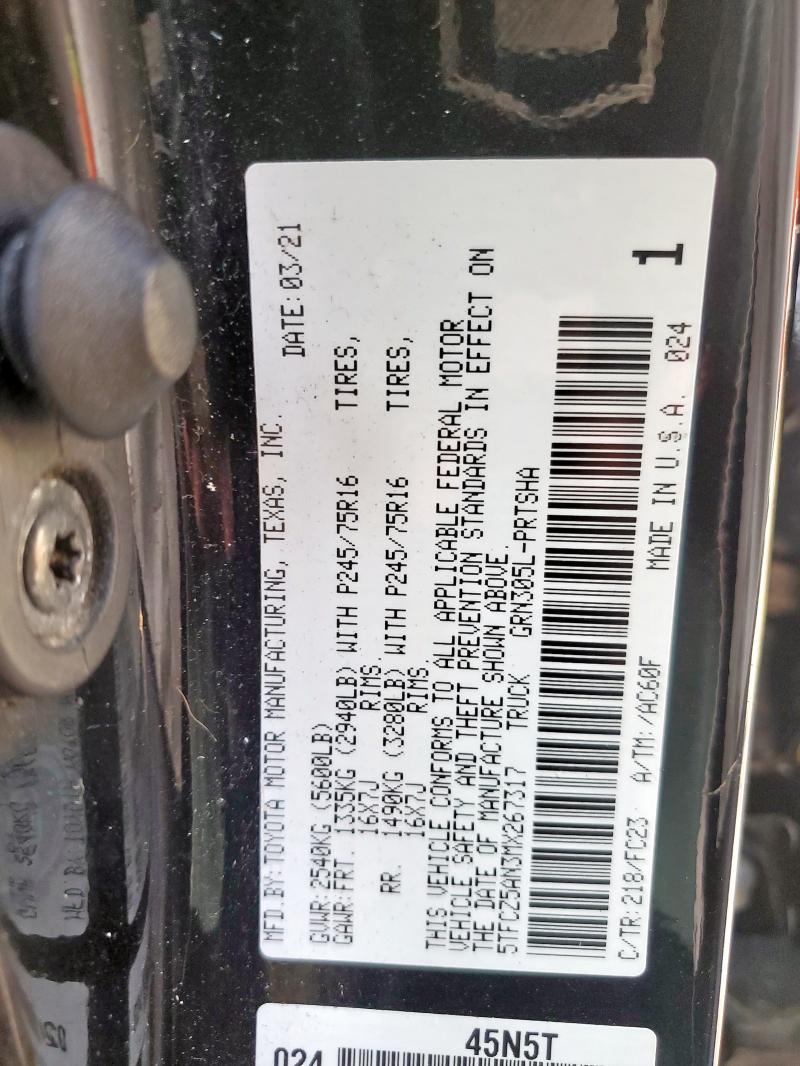 MFD.BY:TOYOTA MOTOR MANUFACTURING, TEXAS, INC.
DATE:03/21
GVWR:2540KG (5600LB)
GAWR:FRT. 1335KG (2940LB) WITH P245/75R16 TIRES,
16X7J RIMS.
RR. 1490KG (3280LB) WITH P245/75R16 TIRES,
16X7J RIMS.
THIS VEHICLE CONFORMS TO ALL APPLICABLE FEDERAL MOTOR
VEHICLE SAFETY AND THEFT PREVENTION STANDARDS IN EFFECT ON
THE DATE OF MANUFACTURE SHOWN ABOVE.
5TFCZ5AN3MX267317 TRUCK GRN305L-PRTSHA
C/TR:218/FC23 A/TM:/AC60F MADE IN U.S.A. 024
1
45N5T
024